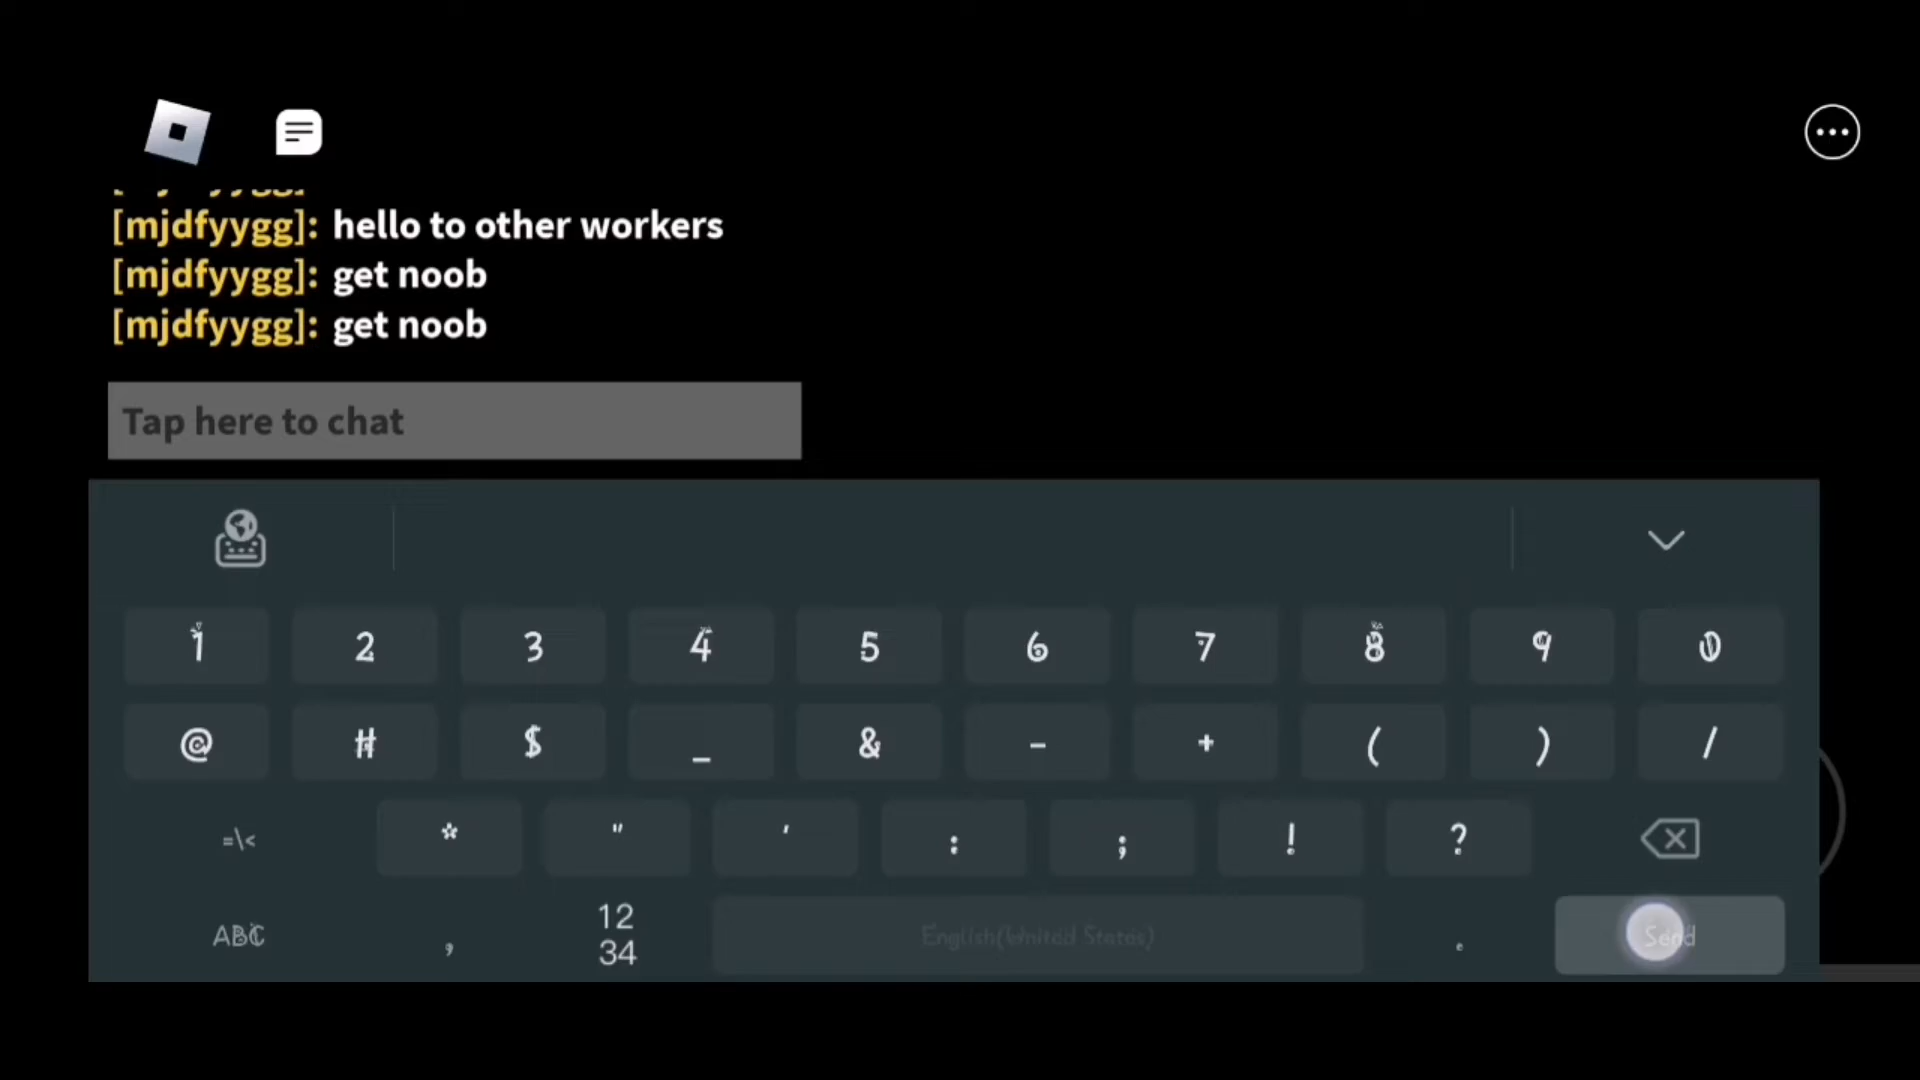 [mjdfyygg]: hello to other workers
[mjdfyygg]: get noob
[mjdfyygg]: get noob
Tap here to chat
1 2 3 4 5 6 7 8 9 0
@ # $ _ & - + ( ) /
=\< * " ' : ; ! ?
ABC , 12 34 English(United States) . Send